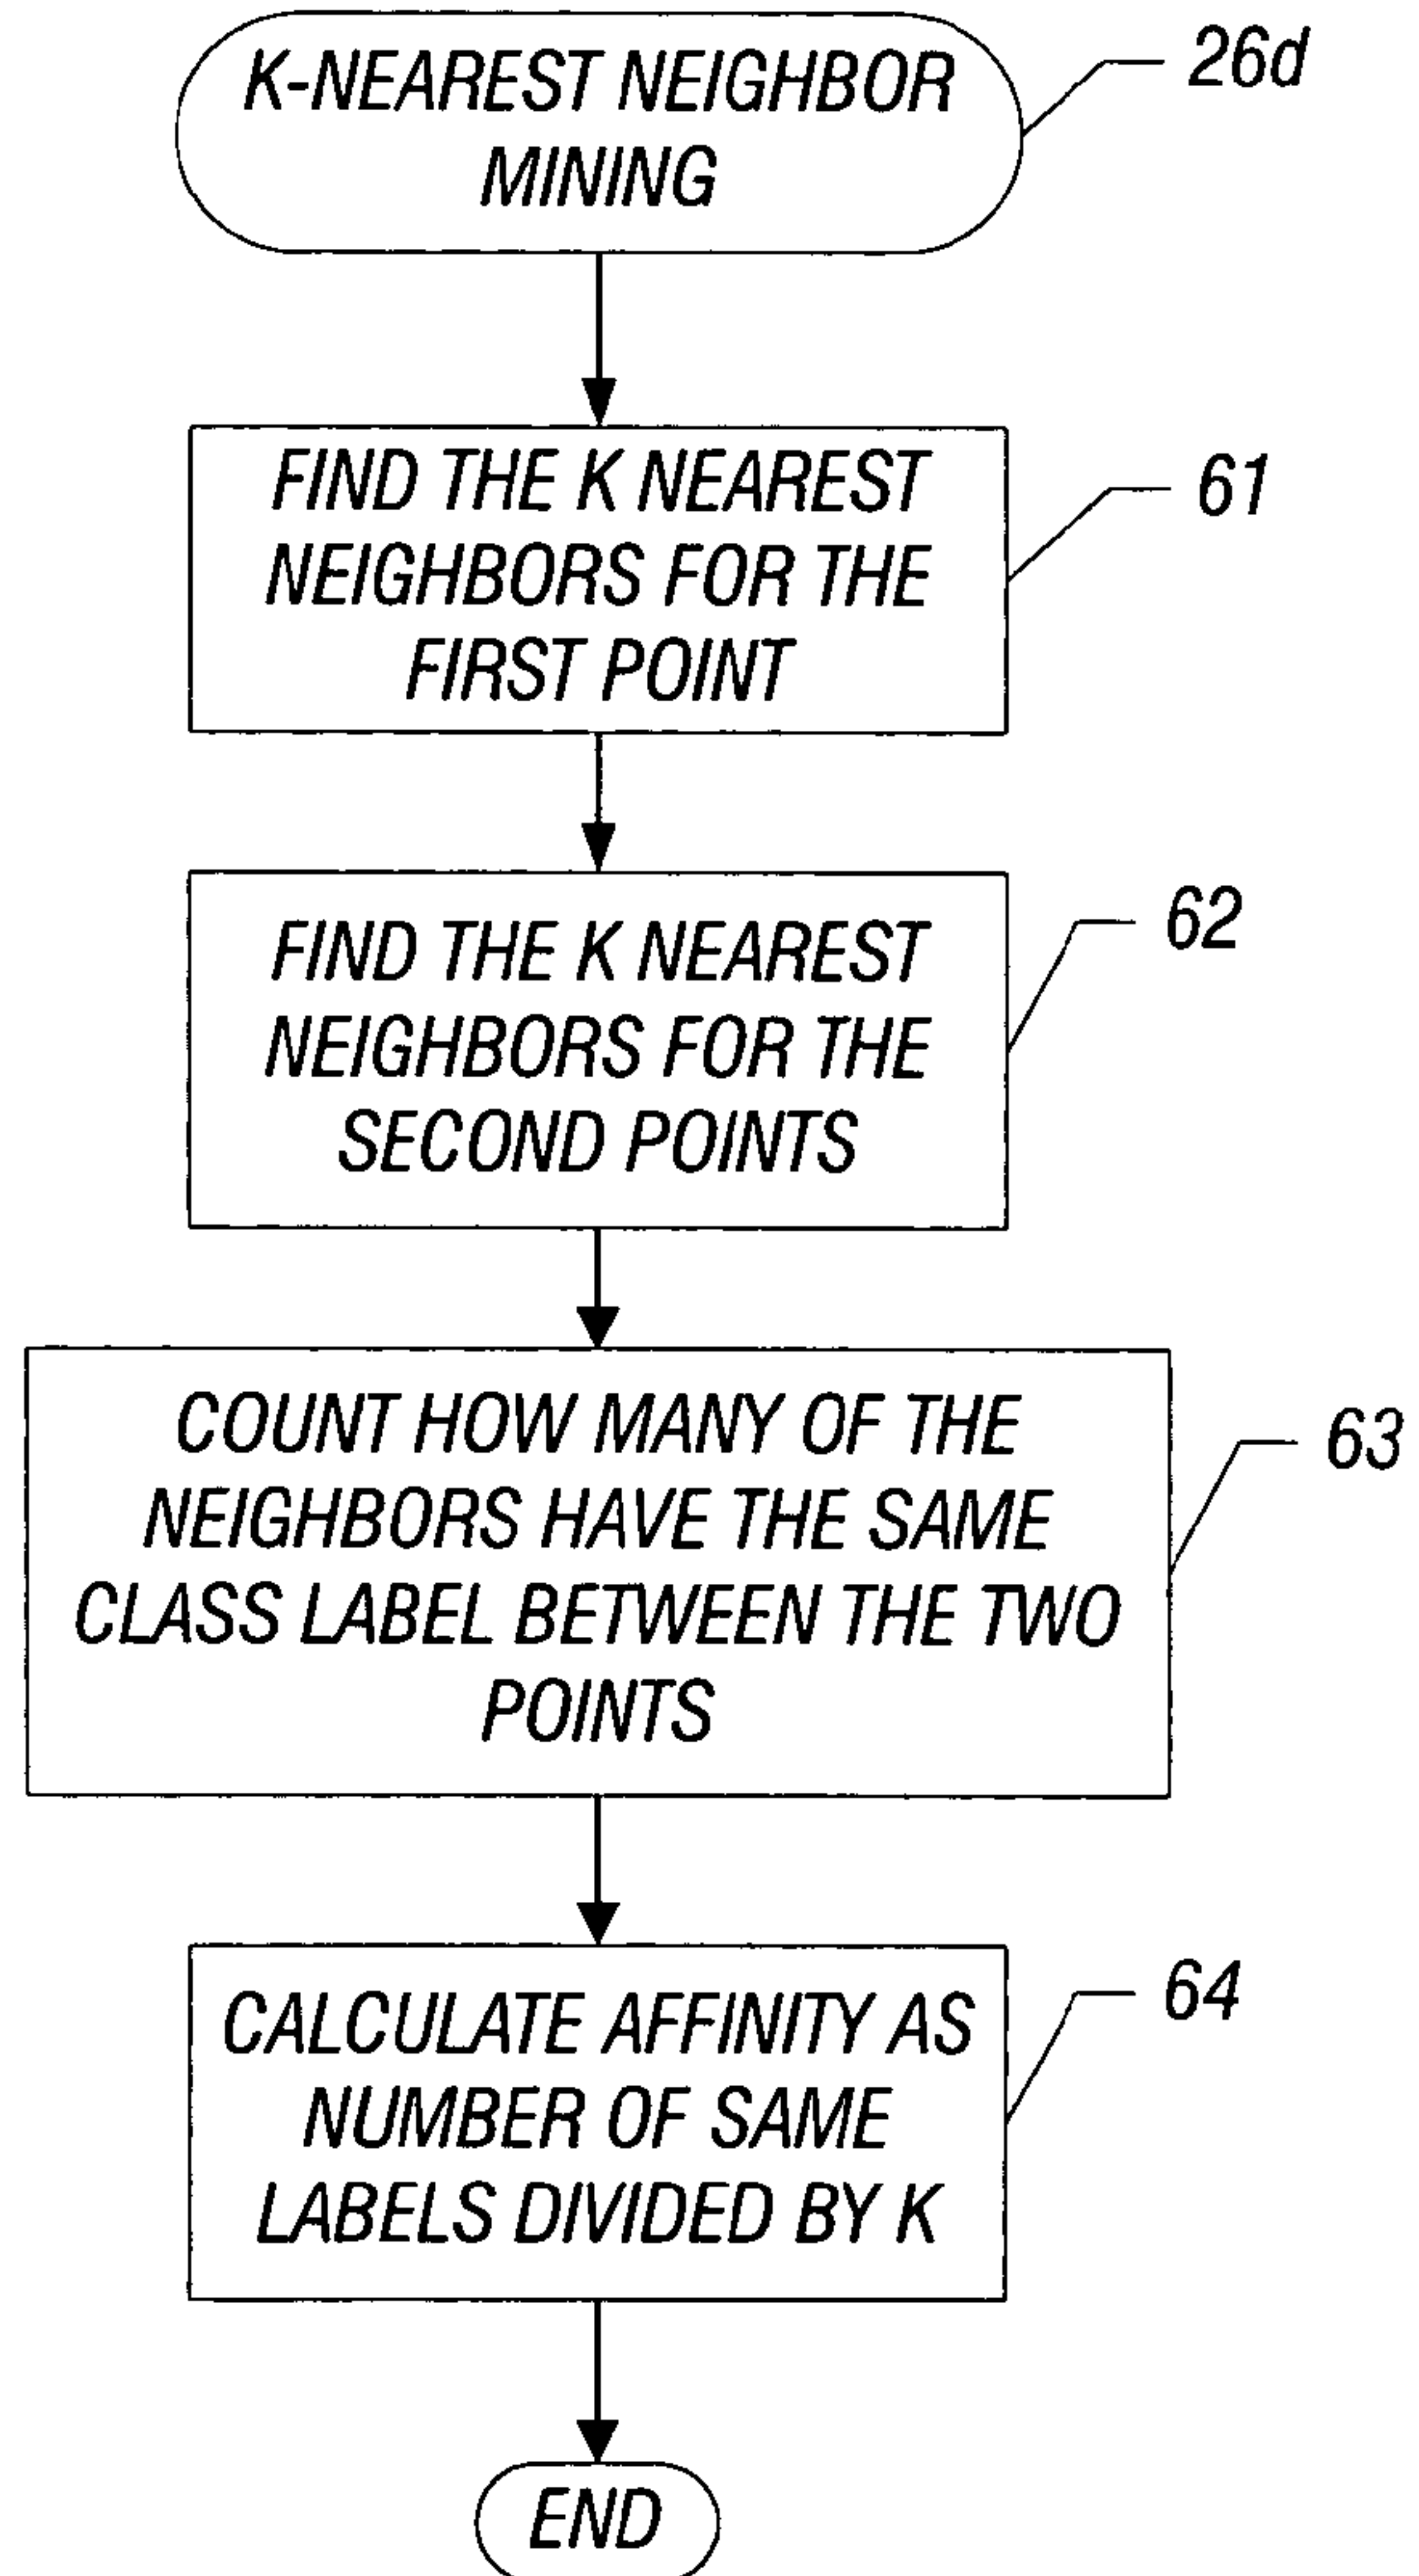 K-NEAREST NEIGHBOR
MINING
26d
FIND THE K NEAREST
NEIGHBORS FOR THE
FIRST POINT
61
FIND THE K NEAREST
NEIGHBORS FOR THE
SECOND POINTS
62
COUNT HOW MANY OF THE
NEIGHBORS HAVE THE SAME
CLASS LABEL BETWEEN THE TWO
POINTS
63
CALCULATE AFFINITY AS
NUMBER OF SAME
LABELS DIVIDED BY K
64
END